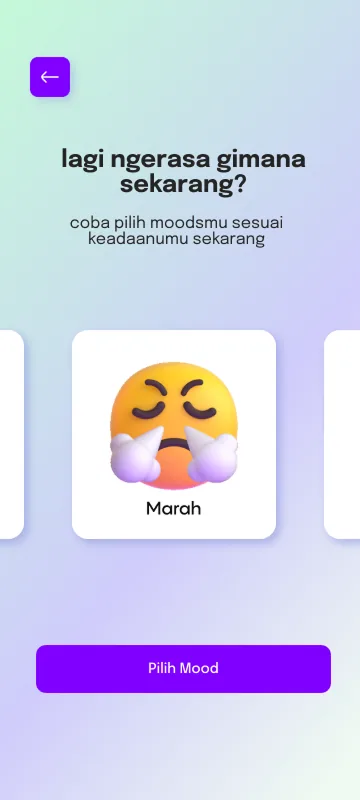 lagi ngerasa gimana
sekarang?
coba pilih moodsmu sesuai
keadaanumu sekarang
Marah
Pilih Mood